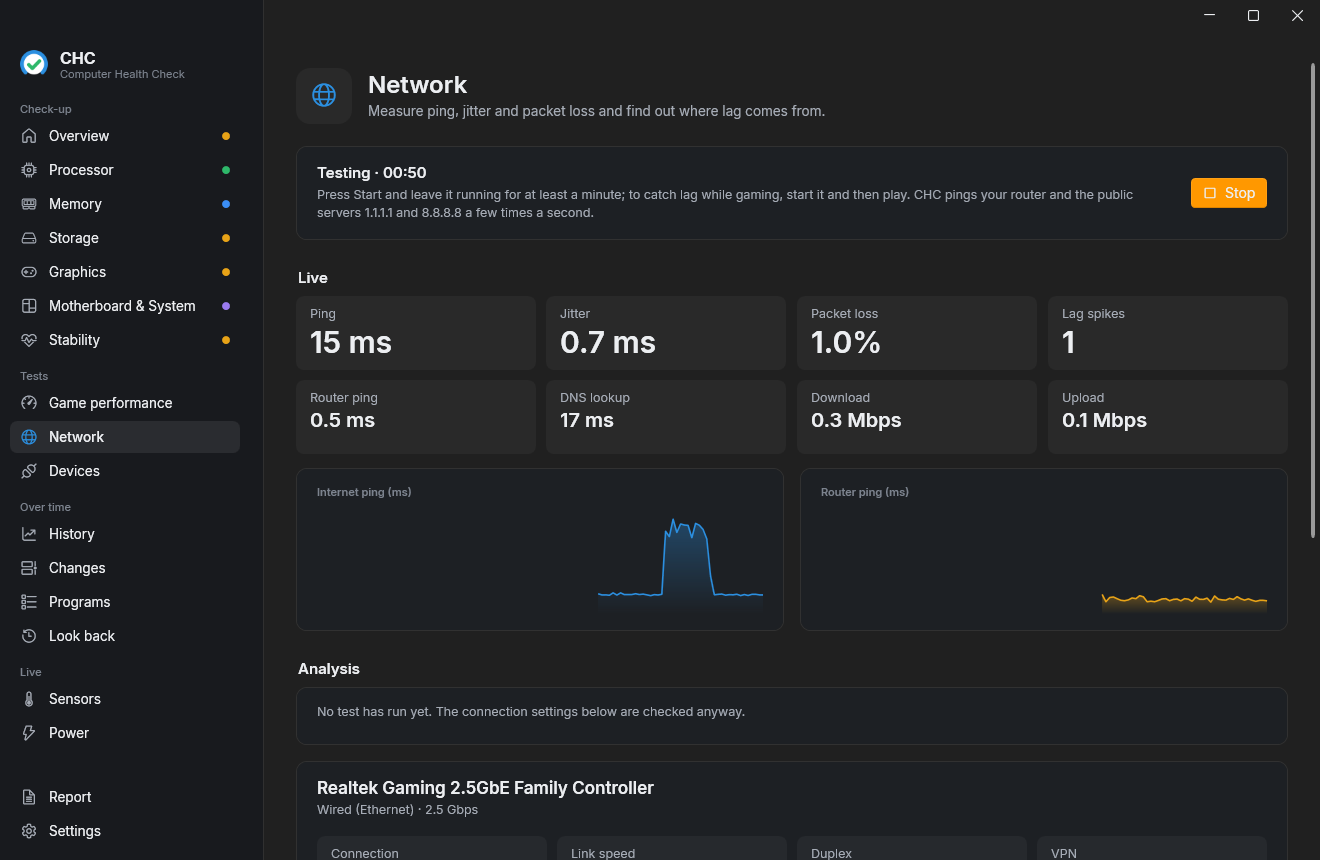 CHC
Computer Health Check
Check-up
Overview
Processor
Memory
Storage
Graphics
Motherboard & System
Stability
Tests
Game performance
Network
Devices
Over time
History
Changes
Programs
Look back
Live
Sensors
Power
Report
Settings
Network
Measure ping, jitter and packet loss and find out where lag comes from.
Testing · 00:50
Press Start and leave it running for at least a minute; to catch lag while gaming, start it and then play. CHC pings your router and the public
servers 1.1.1.1 and 8.8.8.8 a few times a second.
Stop
Live
Ping
15 ms
Jitter
0.7 ms
Packet loss
1.0%
Lag spikes
1
Router ping
0.5 ms
DNS lookup
17 ms
Download
0.3 Mbps
Upload
0.1 Mbps
Internet ping (ms)
Router ping (ms)
Analysis
No test has run yet. The connection settings below are checked anyway.
Realtek Gaming 2.5GbE Family Controller
Wired (Ethernet) · 2.5 Gbps
Connection
Link speed
Duplex
VPN